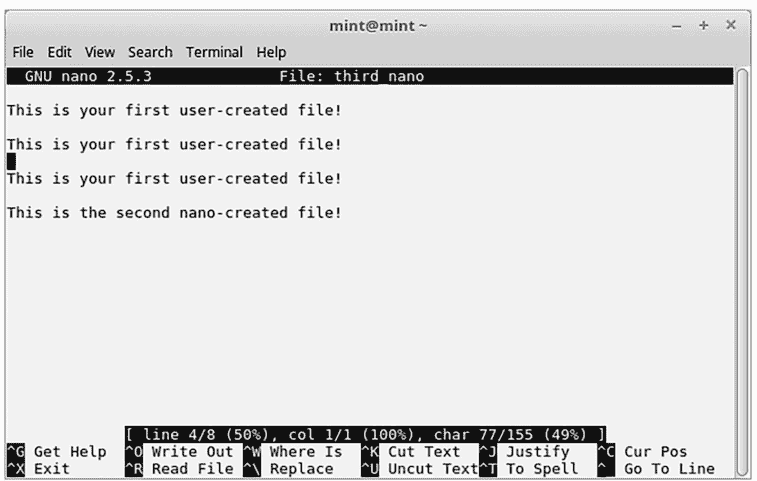 mint@mint ~
File Edit View Search Terminal Help
GNU nano 2.5.3 File: third_nano
This is your first user-created file!
This is your first user-created file!
This is your first user-created file!
This is the second nano-created file!
[ line 4/8 (50%), col 1/1 (100%), char 77/155 (49%) ]
^G Get Help ^O Write Out ^W Where Is ^K Cut Text ^J Justify ^C Cur Pos
^X Exit ^R Read File ^\ Replace ^U Uncut Text ^T To Spell ^ Go To Line